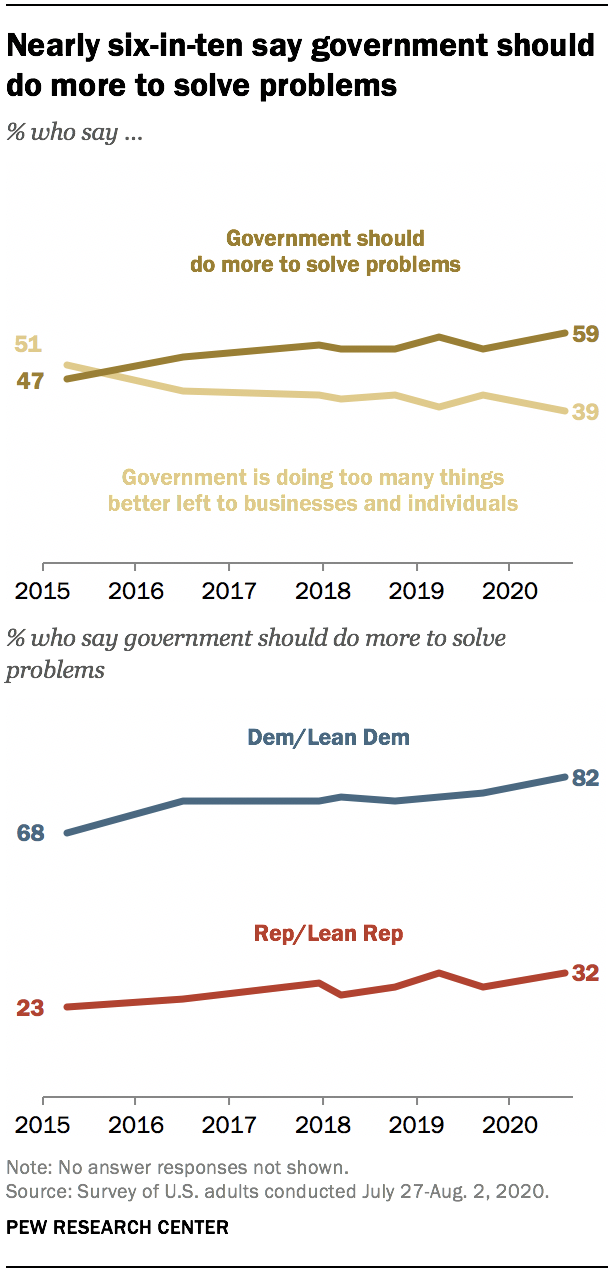 Nearly six-in-ten say government should
do more to solve problems
% who say ...
Government should
do more to solve problems
51
47
59
39
Government is doing too many things
better left to businesses and individuals
2015 2016 2017 2018 2019 2020
% who say government should do more to solve
problems
Dem/Lean Dem
68
82
Rep/Lean Rep
23
32
2015 2016 2017 2018 2019 2020
Note: No answer responses not shown.
Source: Survey of U.S. adults conducted July 27-Aug. 2, 2020.
PEW RESEARCH CENTER